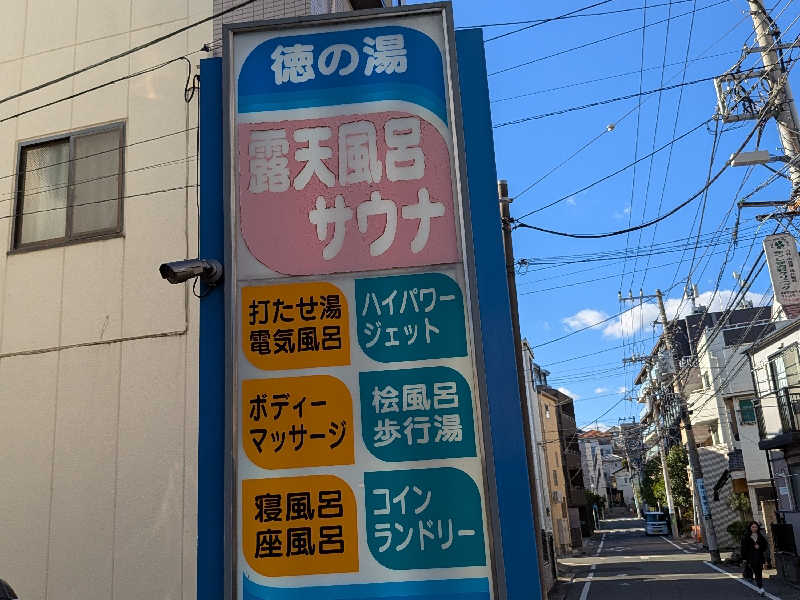 徳の湯
露天風呂
サウナ
打たせ湯
電気風呂
ハイパワー
ジェット
ボディー
マッサージ
桧風呂
歩行湯
寝風呂
座風呂
コイン
ランドリー